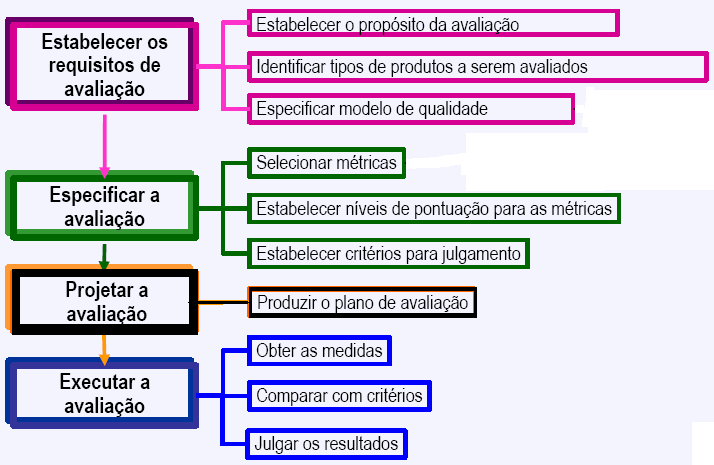 Estabelecer os
requisitos de
avaliação
Estabelecer o propósito da avaliação
Identificar tipos de produtos a serem avaliados
Especificar modelo de qualidade
Especificar a
avaliação
Selecionar métricas
Estabelecer níveis de pontuação para as métricas
Estabelecer critérios para julgamento
Projetar a
avaliação
Produzir o plano de avaliação
Executar a
avaliação
Obter as medidas
Comparar com critérios
Julgar os resultados